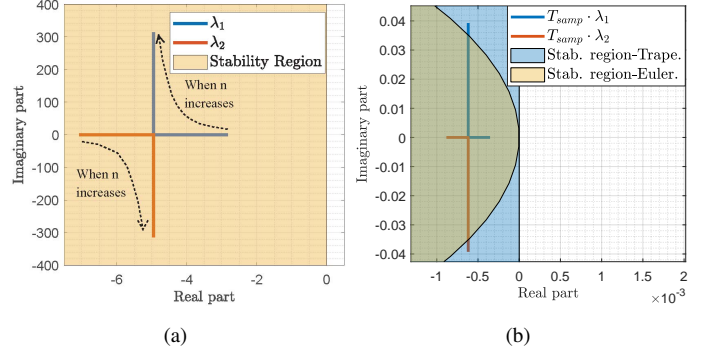 400
300
200
100
0
-100
-200
-300
-400
Imaginary part
λ1
λ2
Stability Region
When n
increases
When n
increases
-6
-4
-2
0
Real part
(a)
0.04
0.03
0.02
0.01
0
-0.01
-0.02
-0.03
-0.04
Imaginary part
Tsamp · λ1
Tsamp · λ2
Stab. region-Trape.
Stab. region-Euler.
-1
-0.5
0
0.5
1
1.5
2
Real part
×10-3
(b)